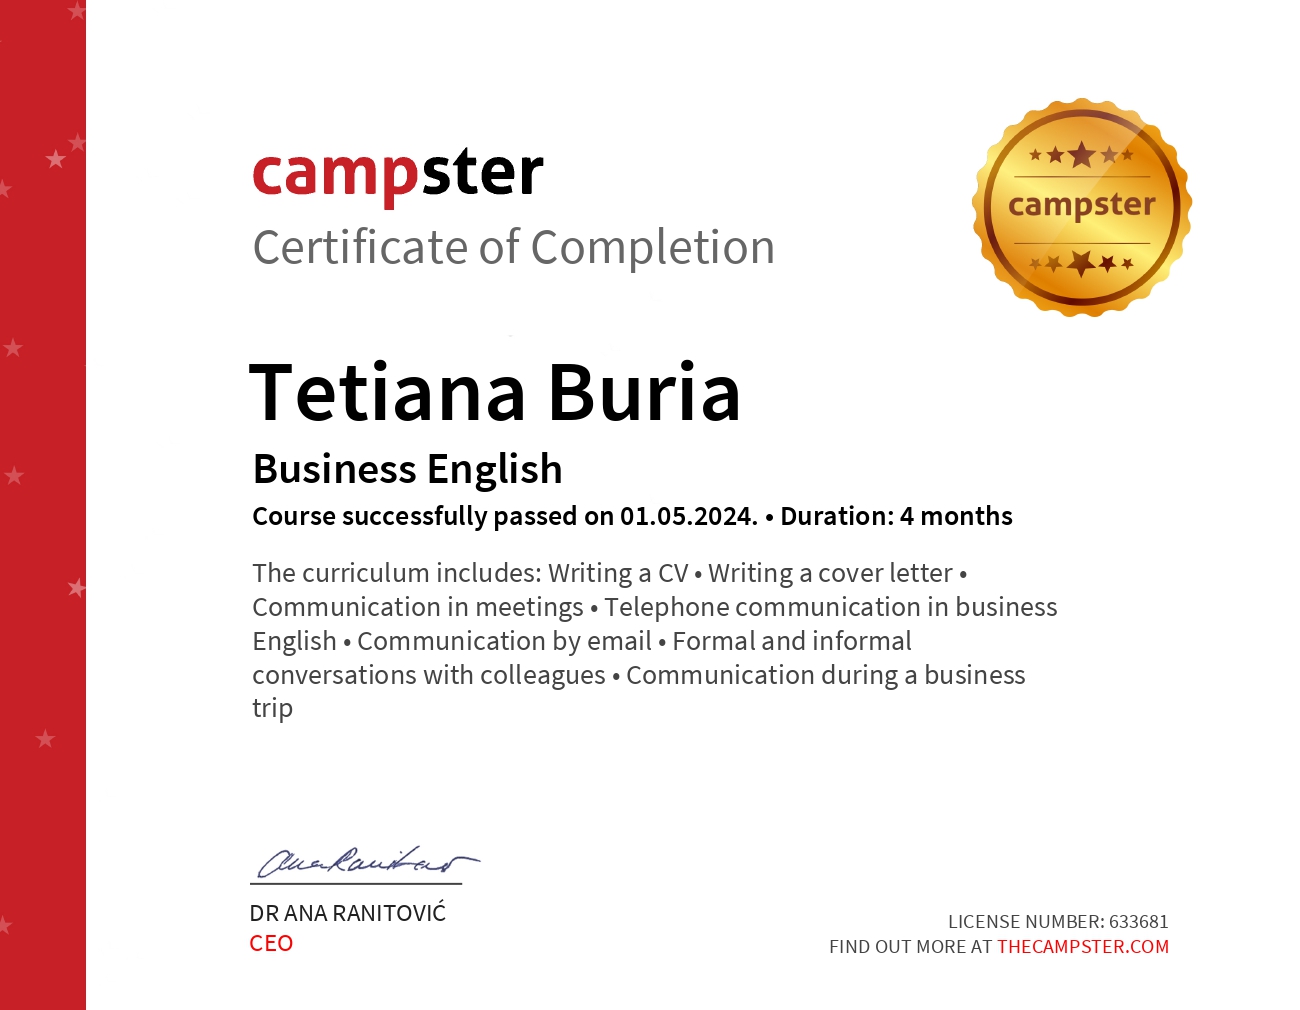 campster
Certificate of Completion
campster
Tetiana Buria
Business English
Course successfully passed on 01.05.2024. • Duration: 4 months
The curriculum includes: Writing a CV • Writing a cover letter •
Communication in meetings • Telephone communication in business
English • Communication by email • Formal and informal
conversations with colleagues • Communication during a business
trip
Ana Ranitović
DR ANA RANITOVIĆ
CEO
LICENSE NUMBER: 633681
FIND OUT MORE AT THECAMPSTER.COM